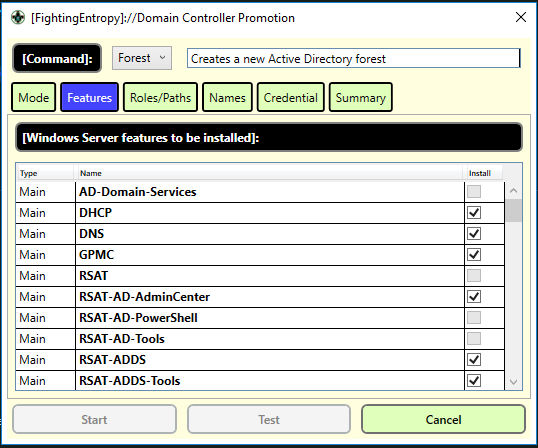 [FightingEntropy]://Domain Controller Promotion
[Command]: Forest Creates a new Active Directory forest
Mode Features Roles/Paths Names Credential Summary
[Windows Server features to be installed]:
Type Name Install
Main AD-Domain-Services
Main DHCP
Main DNS
Main GPMC
Main RSAT
Main RSAT-AD-AdminCenter
Main RSAT-AD-PowerShell
Main RSAT-AD-Tools
Main RSAT-ADDS
Main RSAT-ADDS-Tools
Start Test Cancel